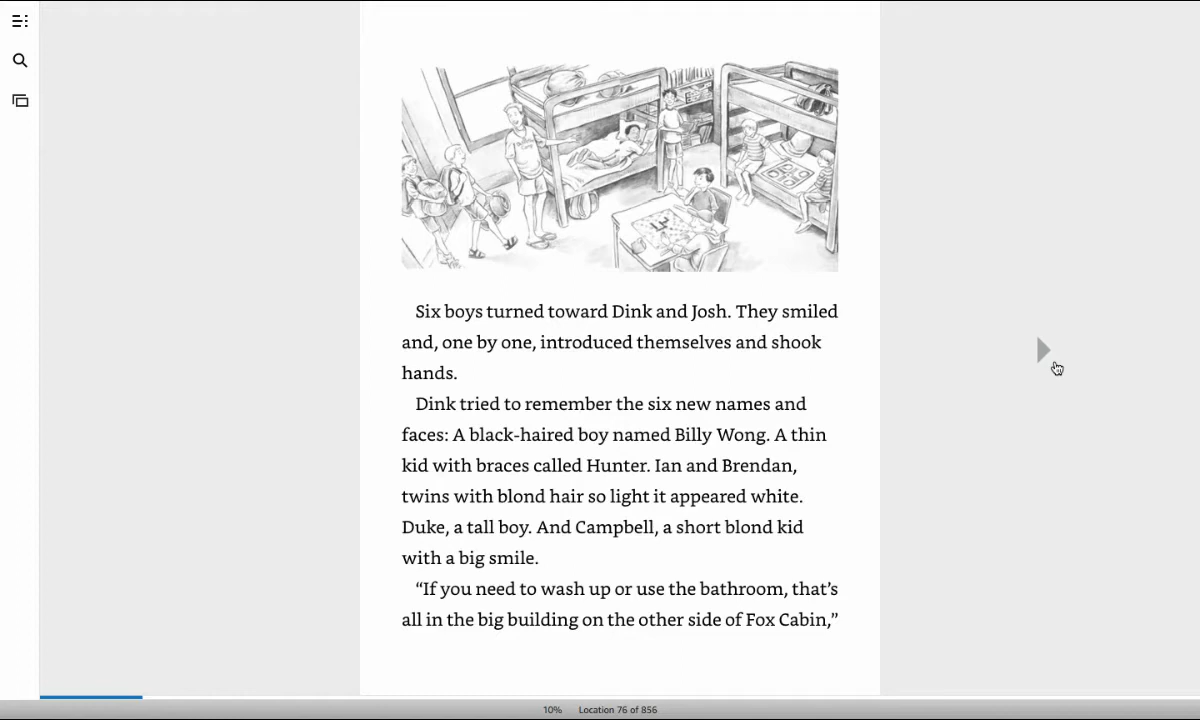 Six boys turned toward Dink and Josh. They smiled
and, one by one, introduced themselves and shook
hands.
Dink tried to remember the six new names and
faces: A black-haired boy named Billy Wong. A thin
kid with braces called Hunter. Ian and Brendan,
twins with blond hair so light it appeared white.
Duke, a tall boy. And Campbell, a short blond kid
with a big smile.
“If you need to wash up or use the bathroom, that’s
all in the big building on the other side of Fox Cabin,”
10% Location 76 of 856